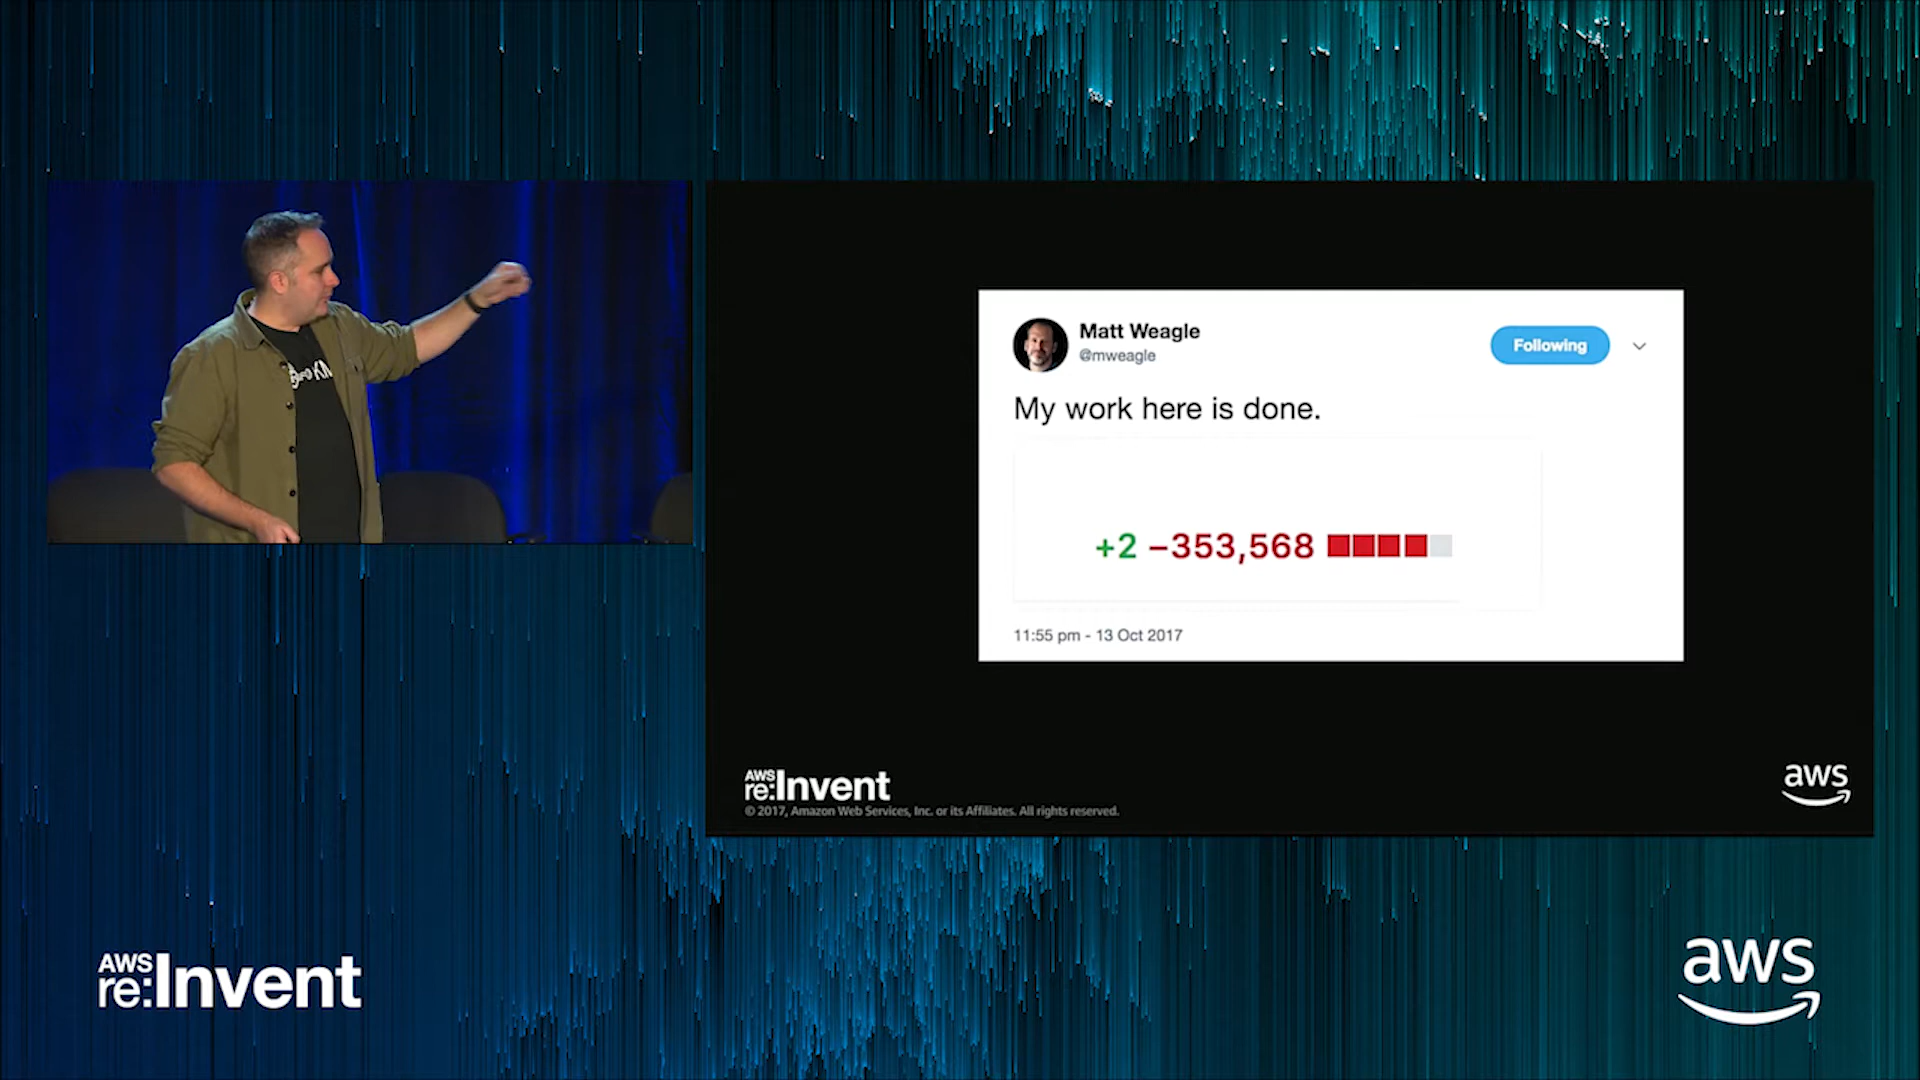 Matt Weagle
@mweagle
Following
My work here is done.
+2 −353,568
11:55 pm - 13 Oct 2017
AWS
re:Invent
© 2017, Amazon Web Services, Inc. or its Affiliates. All rights reserved.
aws
AWS
re:Invent
aws